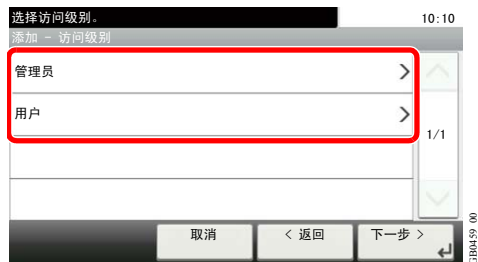 选择访问级别。 10:10
添加 - 访问级别
管理员
用户
1/1
取消 < 返回 下一步 >
GB0459_00